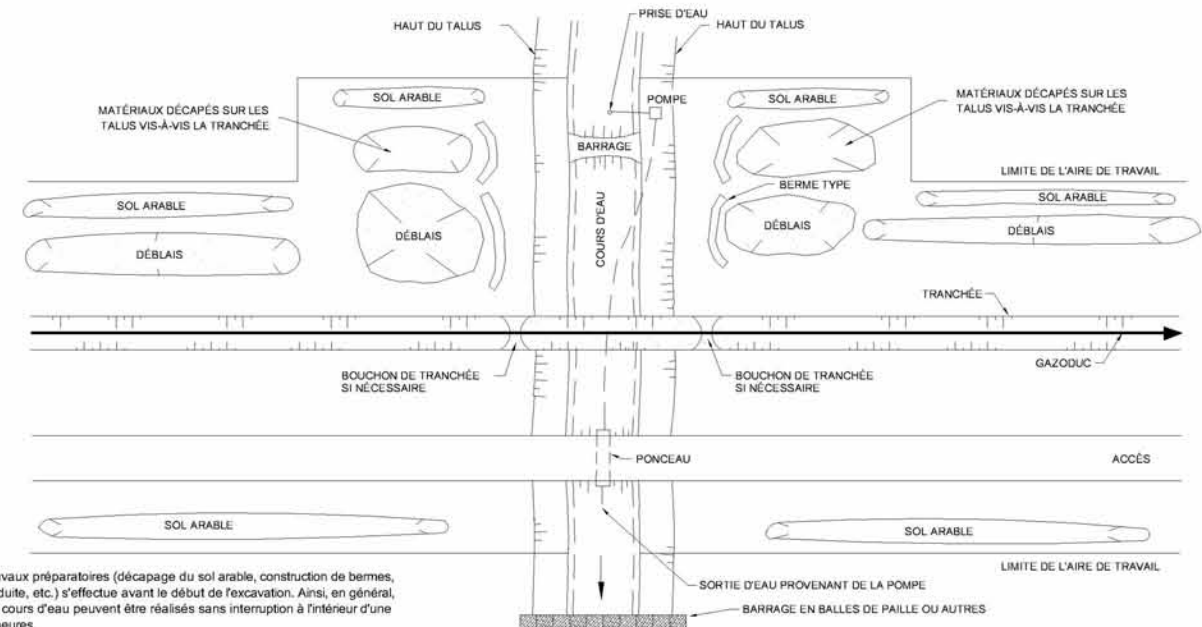 PRISE D'EAU
HAUT DU TALUS
HAUT DU TALUS
SOL ARABLE
POMPE
SOL ARABLE
MATÉRIAUX DÉCAPÉS SUR LES
TALUS VIS-À-VIS LA TRANCHÉE
MATÉRIAUX DÉCAPÉS SUR LES
TALUS VIS-À-VIS LA TRANCHÉE
BARRAGE
LIMITE DE L'AIRE DE TRAVAIL
BERME TYPE
SOL ARABLE
SOL ARABLE
COURS D'EAU
DÉBLAIS
DÉBLAIS
DÉBLAIS
DÉBLAIS
TRANCHÉE
GAZODUC
BOUCHON DE TRANCHÉE
SI NÉCESSAIRE
BOUCHON DE TRANCHÉE
SI NÉCESSAIRE
PONCEAU
ACCÈS
SOL ARABLE
SOL ARABLE
LIMITE DE L'AIRE DE TRAVAIL
vaux préparatoires (décapage du sol arable, construction de bermes,
duite, etc.) s'effectue avant le début de l'excavation. Ainsi, en général,
cours d'eau peuvent être réalisés sans interruption à l'intérieur d'une
SORTIE D'EAU PROVENANT DE LA POMPE
BARRAGE EN BALLES DE PAILLE OU AUTRES